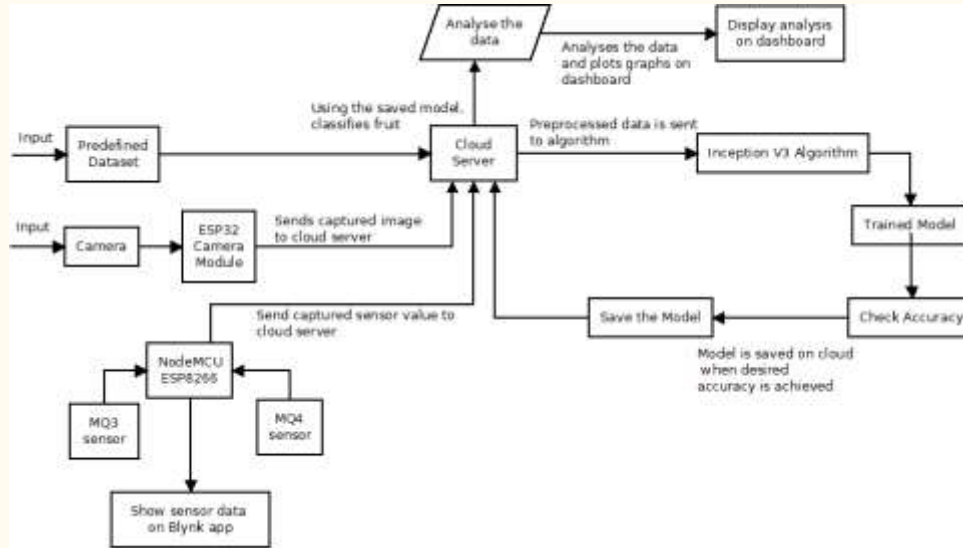 Analyse the
data
Display analysis
on dashboard
Analyses the data
and plots graphs on
dashboard
Using the saved model,
classifies fruit
Input
Predefined
Dataset
Cloud
Server
Preprocessed data is sent
to algorithm
Inception V3 Algorithm
Input
Camera
ESP32
Camera
Module
Sends captured image
to cloud server
Trained Model
Send captured sensor value to
cloud server
Save the Model
Check Accuracy
Model is saved on cloud
when desired
accuracy is achieved
NodeMCU
ESP8266
MQ3
sensor
MQ4
sensor
Show sensor data
on Blynk app